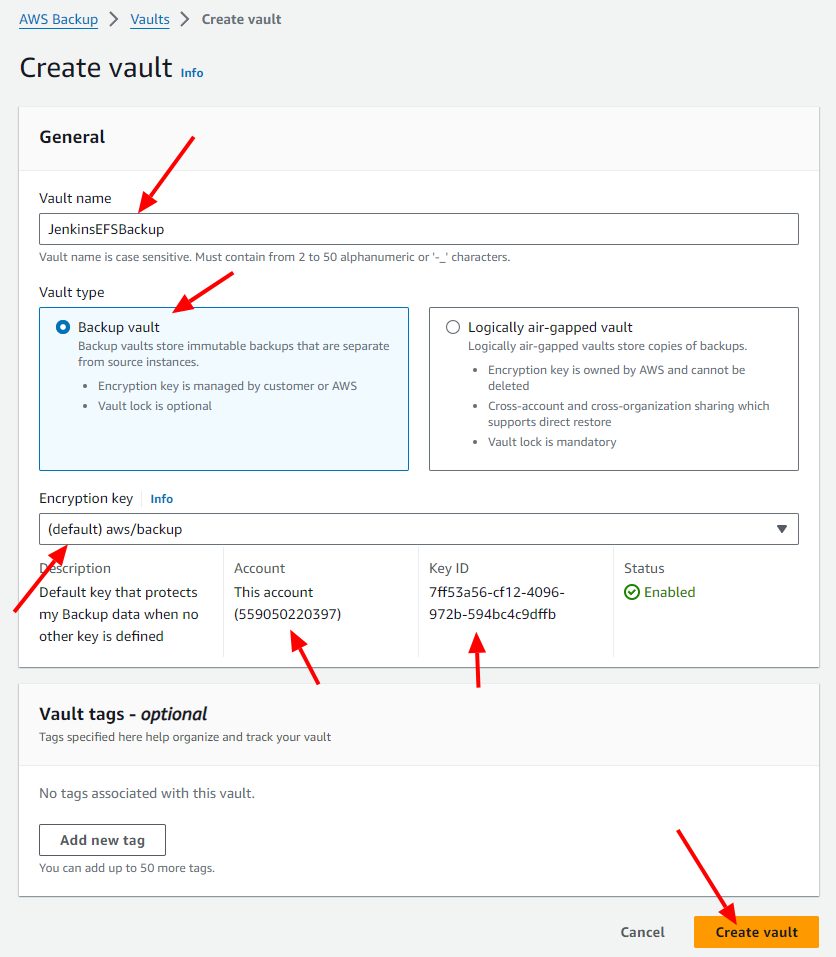 AWS Backup > Vaults > Create vault
Create vault Info
General
Vault name
JenkinsEFSBackup
Vault name is case sensitive. Must contain from 2 to 50 alphanumeric or '-_' characters.
Vault type
Backup vault
Backup vaults store immutable backups that are separate
from source instances.
• Encryption key is managed by customer or AWS
• Vault lock is optional
Logically air-gapped vault
Logically air-gapped vaults store copies of backups.
• Encryption key is owned by AWS and cannot be
deleted
• Cross-account and cross-organization sharing which
supports direct restore
• Vault lock is mandatory
Encryption key Info
(default) aws/backup
Description
Default key that protects
my Backup data when no
other key is defined
Account
This account
(559050220397)
Key ID
7ff53a56-cf12-4096-
972b-594bc4c9dffb
Status
Enabled
Vault tags - optional
Tags specified here help organize and track your vault
No tags associated with this vault.
Add new tag
You can add up to 50 more tags.
Cancel
Create vault